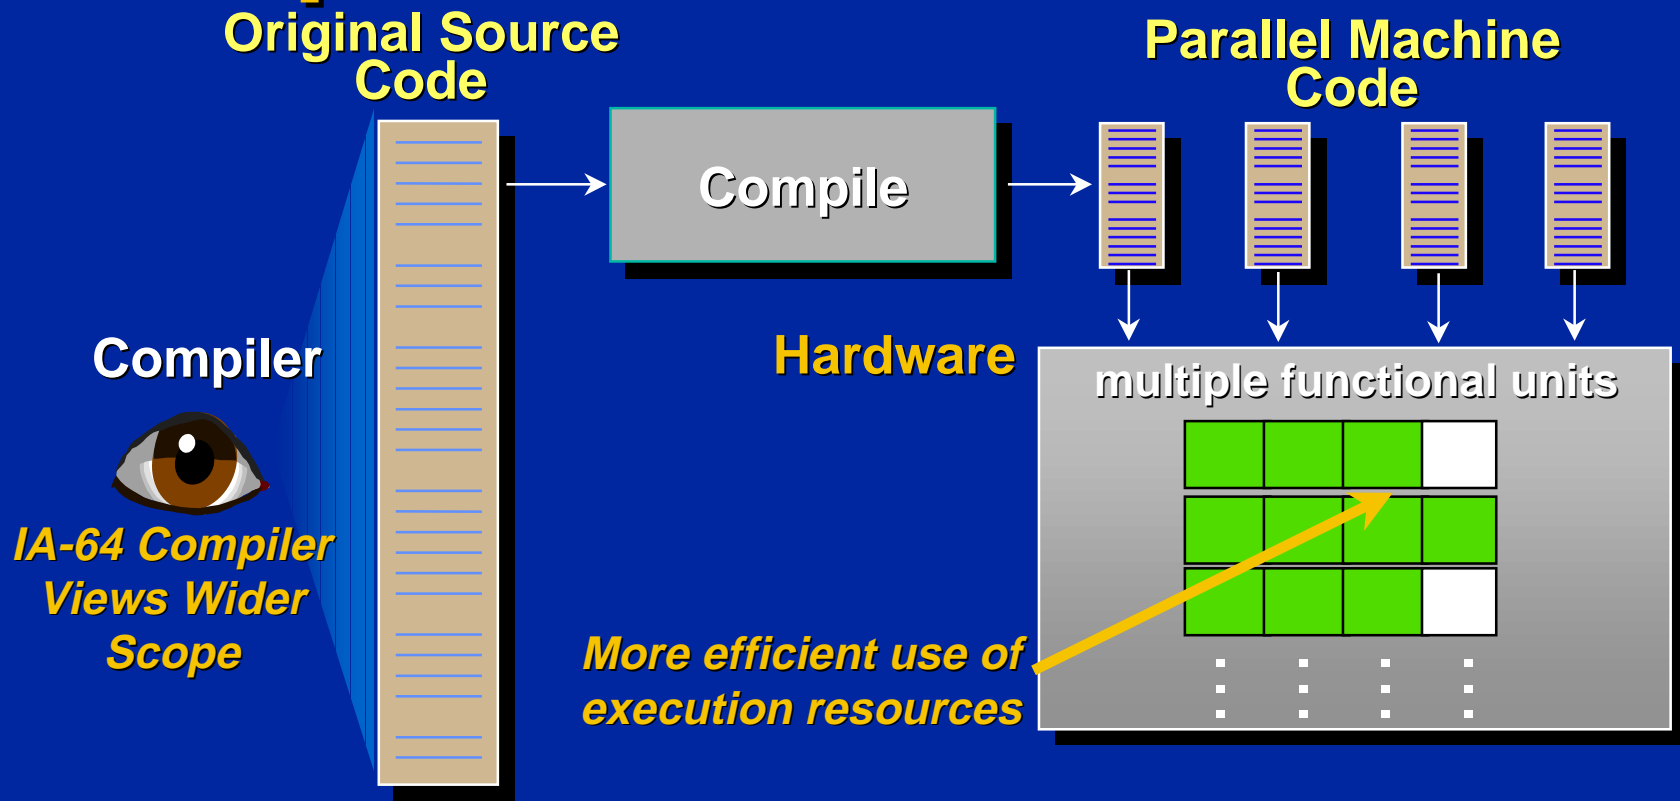 Original Source
Code
Parallel Machine
Code
Compile
Compiler
Hardware
multiple functional units
IA-64 Compiler
Views Wider
Scope
More efficient use of
execution resources